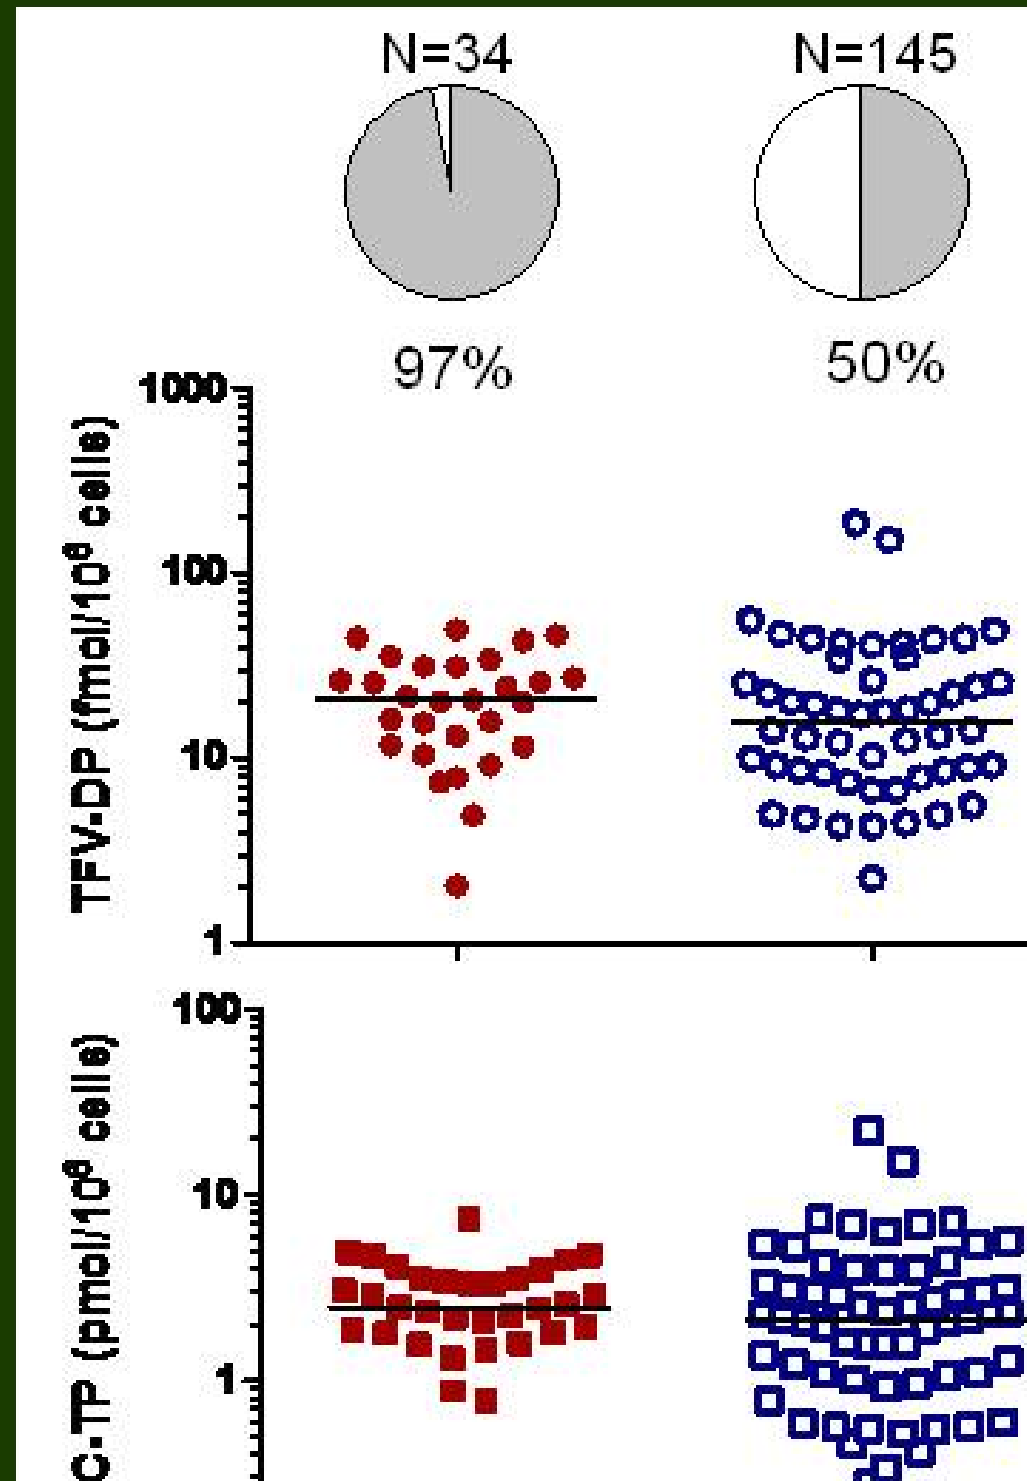 N=34 N=145
97% 50%
TFV-DP (fmol/10⁶ cells)
1000
100
10
1
C-TP (pmol/10⁶ cells)
100
10
1